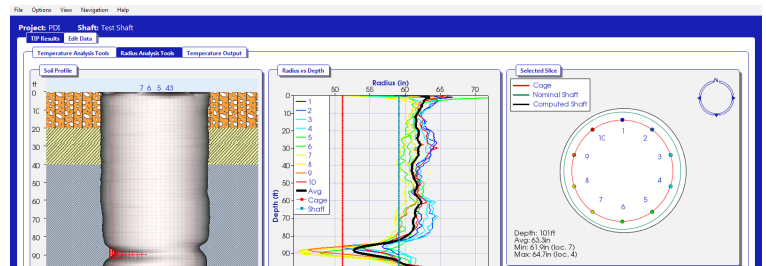 File Options View Navigation Help
Project: PDI Shaft: Test Shaft
TIP Results Edit Data
Temperature Analysis Tools Radius Analysis Tools Temperature Output
Soil Profile
ft
7 6 5 43
0
10
20
30
40
50
60
70
80
90
Radius vs Depth
Radius (in)
50 55 60 65 70
Depth (ft)
0
10
20
30
40
50
60
70
80
90
1
2
3
4
5
6
7
8
9
10
Avg
Cage
Shaft
Selected Slice
Cage
Nominal Shaft
Computed Shaft
N
1
2
3
4
5
6
7
8
9
10
Depth: 101ft
Avg: 63.3in
Min: 61.9in (loc. 7)
Max: 64.7in (loc. 4)